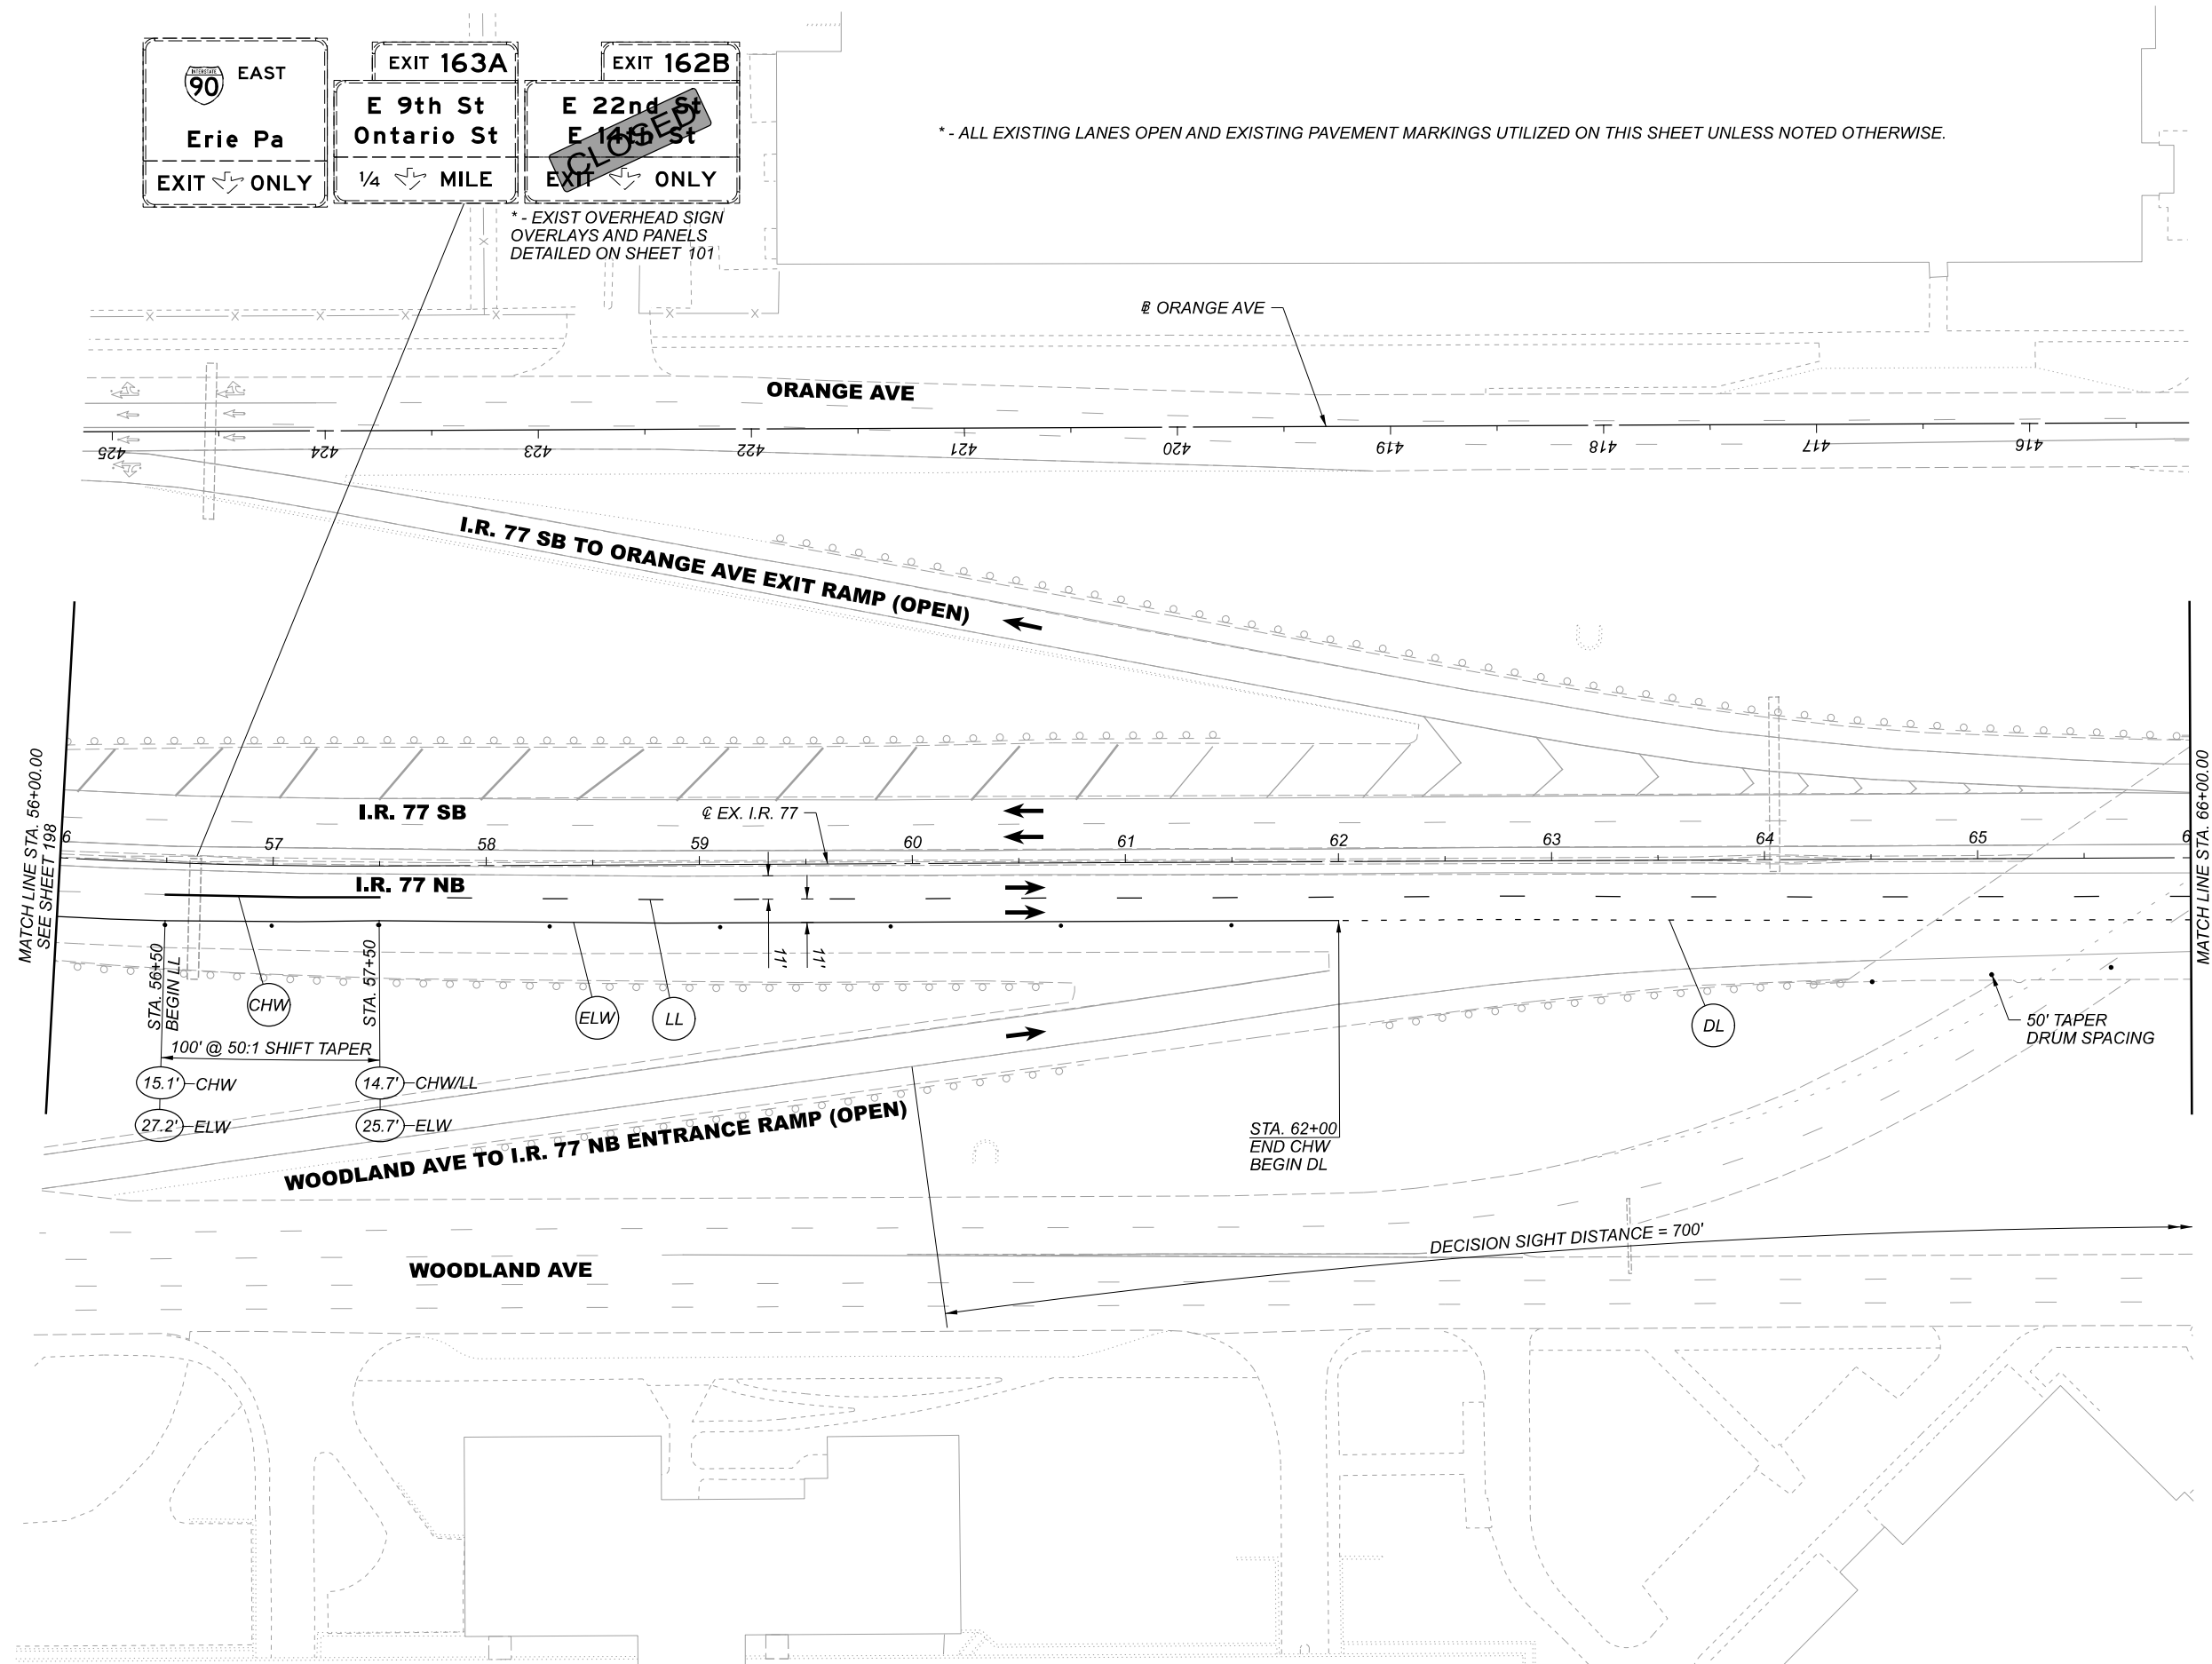 INTERSTATE
90
EAST
Erie Pa
EXIT ONLY
EXIT 163A
E 9th St
Ontario St
¼ MILE
EXIT 162B
E 22nd St
E 14th St
CLOSED
EXIT ONLY
* - EXIST OVERHEAD SIGN
OVERLAYS AND PANELS
DETAILED ON SHEET 101
* - ALL EXISTING LANES OPEN AND EXISTING PAVEMENT MARKINGS UTILIZED ON THIS SHEET UNLESS NOTED OTHERWISE.
℄ ORANGE AVE
ORANGE AVE
425 424 423 422 421 420 419 418 417 416
I.R. 77 SB TO ORANGE AVE EXIT RAMP (OPEN)
MATCH LINE STA. 56+00.00
SEE SHEET 198
I.R. 77 SB
℄ EX. I.R. 77
6 57 58 59 60 61 62 63 64 65 6
I.R. 77 NB
MATCH LINE STA. 66+00.00
STA. 56+50
BEGIN LL
STA. 57+50
CHW
ELW
LL
11'
11'
DL
50' TAPER
DRUM SPACING
100' @ 50:1 SHIFT TAPER
15.1' CHW
27.2' ELW
14.7' CHW/LL
25.7' ELW
WOODLAND AVE TO I.R. 77 NB ENTRANCE RAMP (OPEN)
STA. 62+00
END CHW
BEGIN DL
DECISION SIGHT DISTANCE = 700'
WOODLAND AVE